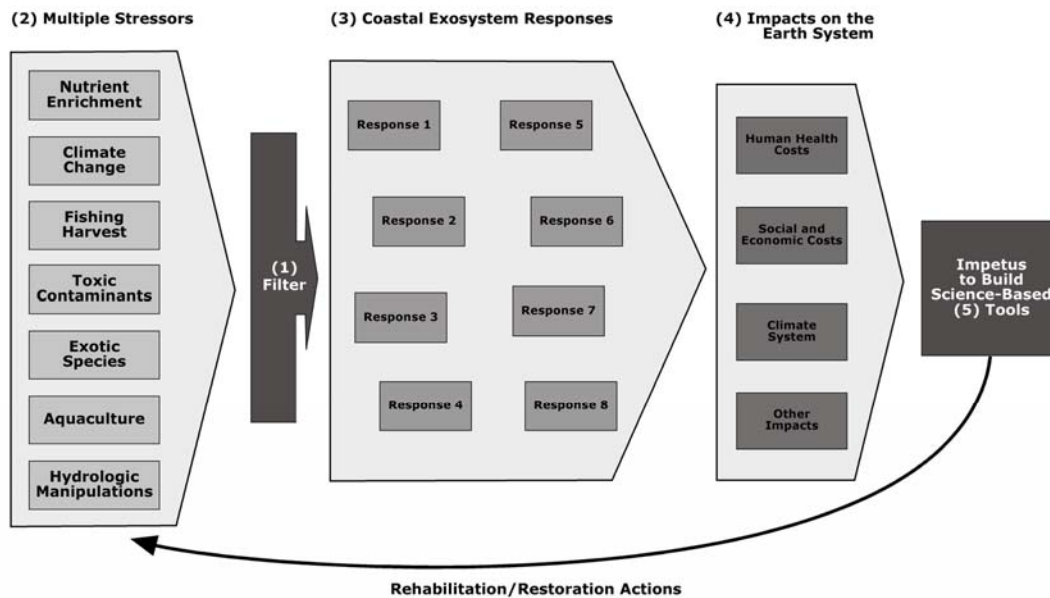 (2) Multiple Stressors
Nutrient
Enrichment
Climate
Change
Fishing
Harvest
Toxic
Contaminants
Exotic
Species
Aquaculture
Hydrologic
Manipulations
(1)
Filter
(3) Coastal Exosystem Responses
Response 1
Response 5
Response 2
Response 6
Response 3
Response 7
Response 4
Response 8
(4) Impacts on the
Earth System
Human Health
Costs
Social and
Economic Costs
Climate
System
Other
Impacts
Impetus
to Build
Science-Based
(5) Tools
Rehabilitation/Restoration Actions